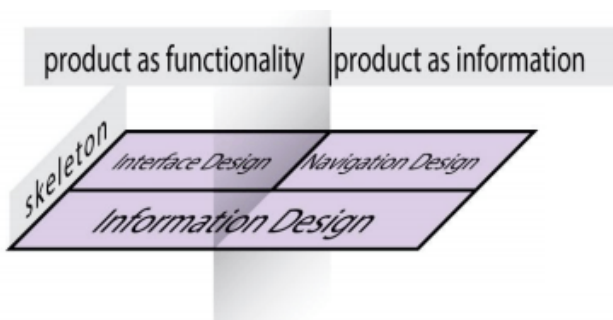 product as functionality
product as information
skeleton
Interface Design
Navigation Design
Information Design